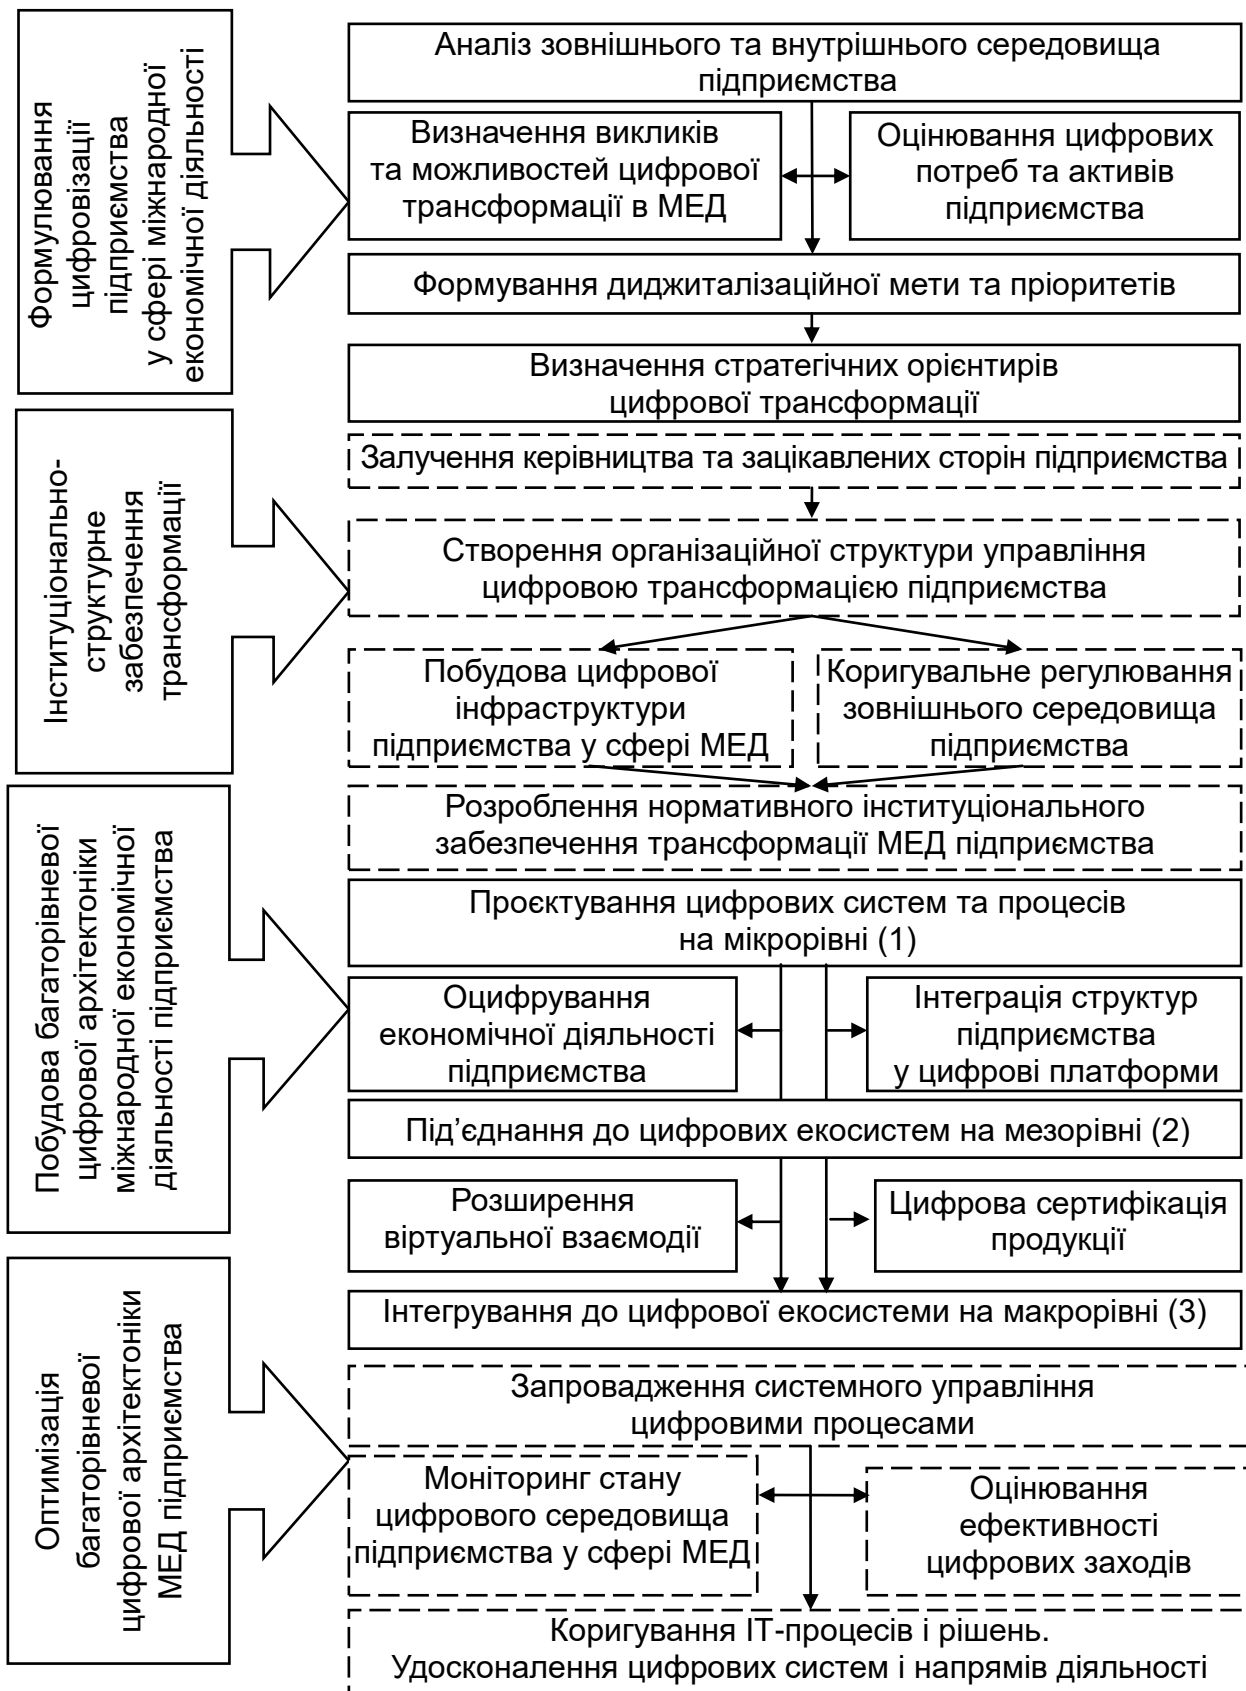 Формулювання
цифровізації
підприємства
у сфері міжнародної
економічної діяльності
Аналіз зовнішнього та внутрішнього середовища
підприємства
Визначення викликів
та можливостей цифрової
трансформації в МЕД
Оцінювання цифрових
потреб та активів
підприємства
Формування диджиталізаційної мети та пріоритетів
Визначення стратегічних орієнтирів
цифрової трансформації
Інституціонально-
структурне
забезпечення
трансформації
Залучення керівництва та зацікавлених сторін підприємства
Створення організаційної структури управління
цифровою трансформацією підприємства
Побудова цифрової
інфраструктури
підприємства у сфері МЕД
Коригувальне регулювання
зовнішнього середовища
підприємства
Розроблення нормативного інституціонального
забезпечення трансформації МЕД підприємства
Побудова багаторівневої
цифрової архітектоніки
міжнародної економічної
діяльності підприємства
Проєктування цифрових систем та процесів
на мікрорівні (1)
Оцифрування
економічної діяльності
підприємства
Інтеграція структур
підприємства
у цифрові платформи
Під’єднання до цифрових екосистем на мезорівні (2)
Розширення
віртуальної взаємодії
Цифрова сертифікація
продукції
Інтегрування до цифрової екосистеми на макрорівні (3)
Оптимізація
багаторівневої
цифрової архітектоніки
МЕД підприємства
Запровадження системного управління
цифровими процесами
Моніторинг стану
цифрового середовища
підприємства у сфері МЕД
Оцінювання
ефективності
цифрових заходів
Коригування ІТ-процесів і рішень.
Удосконалення цифрових систем і напрямів діяльності